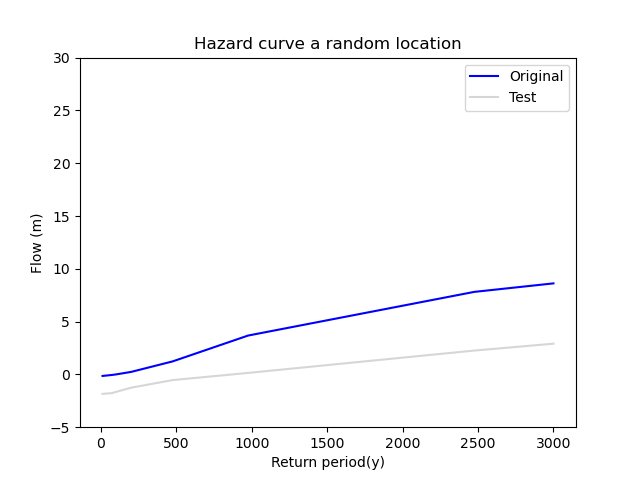 Hazard curve a random location
Original
Test
30
25
20
15
10
5
0
−5
Flow (m)
0 500 1000 1500 2000 2500 3000
Return period(y)